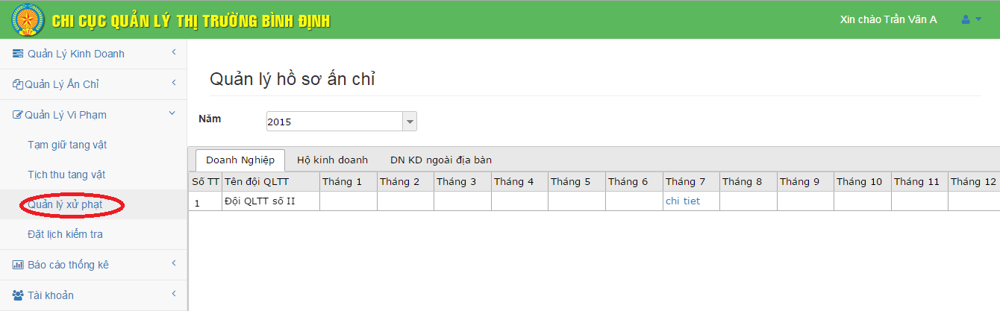 CHI CỤC QUẢN LÝ THỊ TRƯỜNG BÌNH ĐỊNH
Xin chào Trần Văn A
QLTT
Quản Lý Kinh Doanh
Quản Lý Ấn Chỉ
Quản Lý Vi Phạm
Tạm giữ tang vật
Tịch thu tang vật
Quản lý xử phạt
Đặt lịch kiểm tra
Báo cáo thống kê
Tài khoản
Quản lý hồ sơ ấn chỉ
Năm 2015
Doanh Nghiệp Hộ kinh doanh DN KD ngoài địa bàn
Số TT Tên đội QLTT Tháng 1 Tháng 2 Tháng 3 Tháng 4 Tháng 5 Tháng 6 Tháng 7 Tháng 8 Tháng 9 Tháng 10 Tháng 11 Tháng 12
1 Đội QLTT số II chi tiet